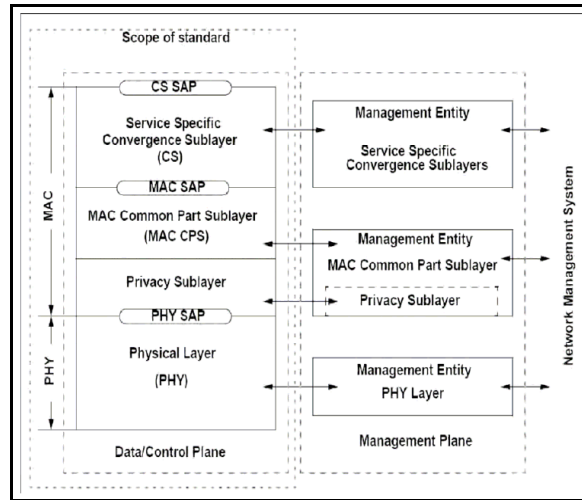 Scope of standard
CS SAP
Service Specific
Convergence Sublayer
(CS)
MAC SAP
MAC Common Part Sublayer
(MAC CPS)
Privacy Sublayer
PHY SAP
Physical Layer
(PHY)
Data/Control Plane
MAC
PHY
Management Entity
Service Specific
Convergence Sublayers
Management Entity
MAC Common Part Sublayer
Privacy Sublayer
Management Entity
PHY Layer
Management Plane
Network Management System